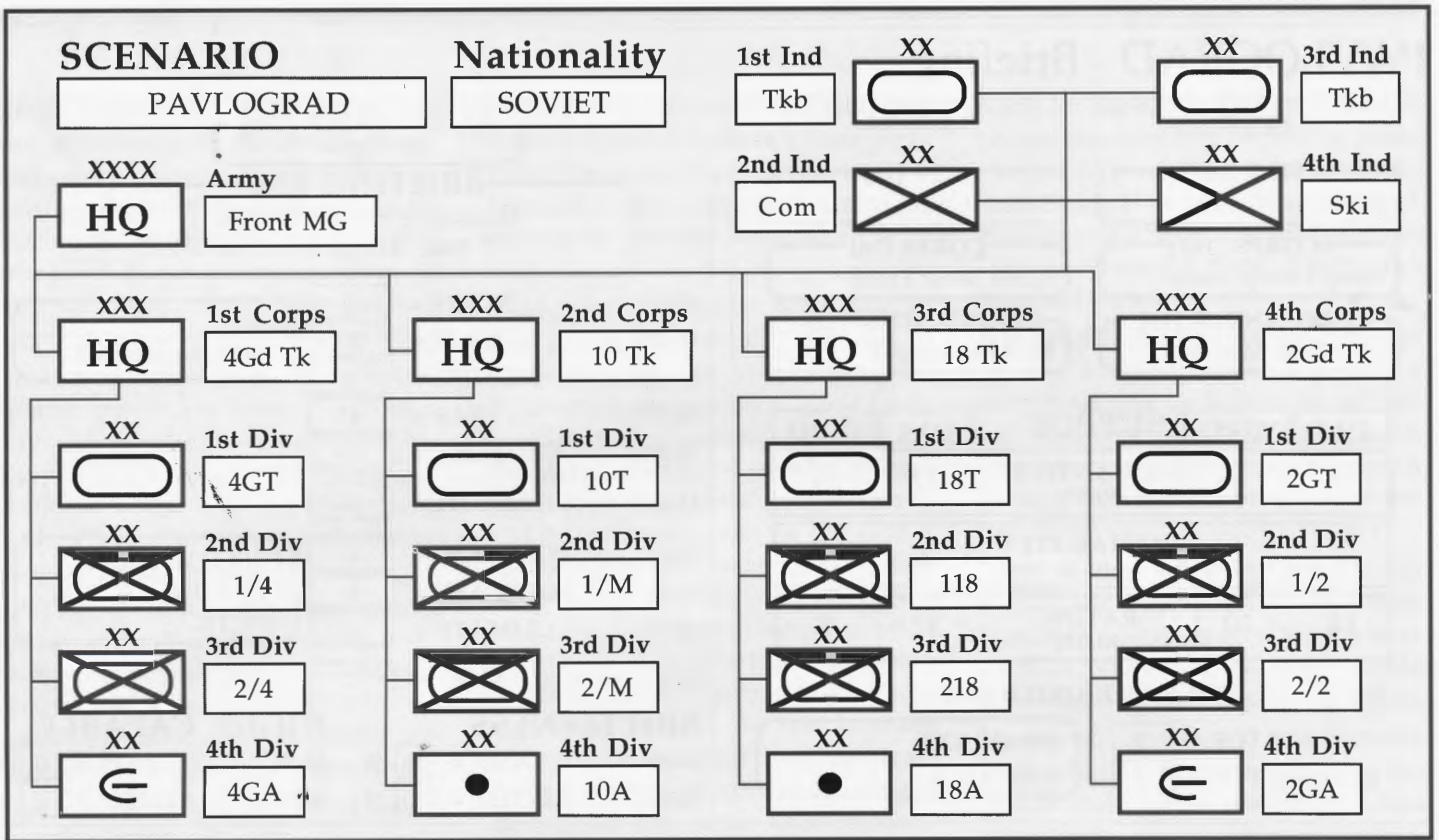 SCENARIO Nationality
PAVLOGRAD SOVIET
1st Ind XX XX 3rd Ind
Tkb Tkb
2nd Ind XX XX 4th Ind
Com Ski
XXXX Army
HQ Front MG
XXX 1st Corps XXX 2nd Corps XXX 3rd Corps XXX 4th Corps
HQ 4Gd Tk HQ 10 Tk HQ 18 Tk HQ 2Gd Tk
XX 1st Div XX 1st Div XX 1st Div XX 1st Div
4GT 10T 18T 2GT
XX 2nd Div XX 2nd Div XX 2nd Div XX 2nd Div
1/4 1/M 118 1/2
XX 3rd Div XX 3rd Div XX 3rd Div XX 3rd Div
2/4 2/M 218 2/2
XX 4th Div XX 4th Div XX 4th Div XX 4th Div
4GA 10A 18A 2GA